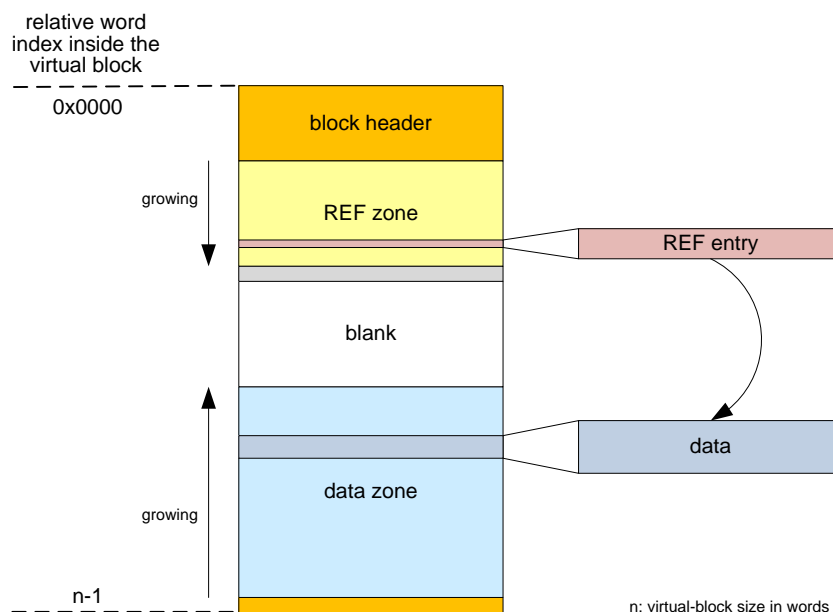 relative word
index inside the
virtual block
0x0000
block header
growing
REF zone
REF entry
blank
data
growing
data zone
n-1
n: virtual-block size in words